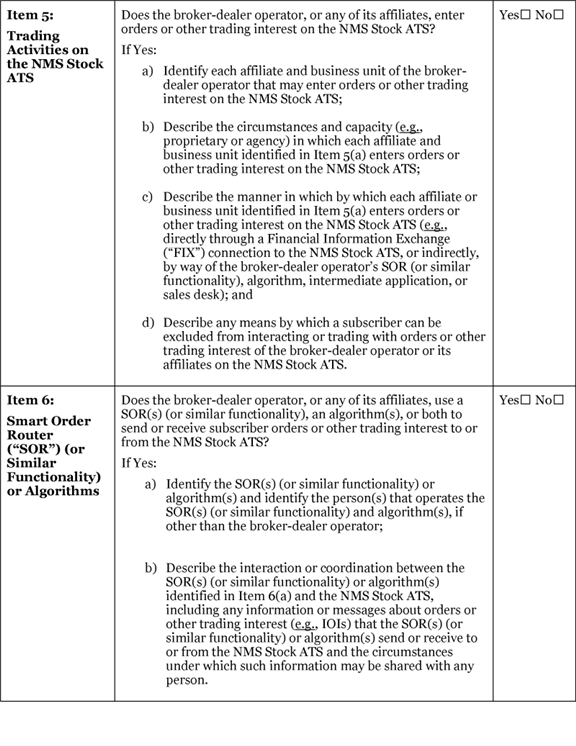 Item 5:
Trading
Activities on
the NMS Stock
ATS
Does the broker-dealer operator, or any of its affiliates, enter
orders or other trading interest on the NMS Stock ATS?
If Yes:
a) Identify each affiliate and business unit of the broker-
dealer operator that may enter orders or other trading
interest on the NMS Stock ATS;
b) Describe the circumstances and capacity (e.g.,
proprietary or agency) in which each affiliate and
business unit identified in Item 5(a) enters orders or
other trading interest on the NMS Stock ATS;
c) Describe the manner in which by which each affiliate or
business unit identified in Item 5(a) enters orders or
other trading interest on the NMS Stock ATS (e.g.,
directly through a Financial Information Exchange
(“FIX”) connection to the NMS Stock ATS, or indirectly,
by way of the broker-dealer operator’s SOR (or similar
functionality), algorithm, intermediate application, or
sales desk); and
d) Describe any means by which a subscriber can be
excluded from interacting or trading with orders or other
trading interest of the broker-dealer operator or its
affiliates on the NMS Stock ATS.
Yes☐ No☐
Item 6:
Smart Order
Router
(“SOR”) (or
Similar
Functionality)
or Algorithms
Does the broker-dealer operator, or any of its affiliates, use a
SOR(s) (or similar functionality), an algorithm(s), or both to
send or receive subscriber orders or other trading interest to or
from the NMS Stock ATS?
If Yes:
a) Identify the SOR(s) (or similar functionality) or
algorithm(s) and identify the person(s) that operates the
SOR(s) (or similar functionality) and algorithm(s), if
other than the broker-dealer operator;
b) Describe the interaction or coordination between the
SOR(s) (or similar functionality) or algorithm(s)
identified in Item 6(a) and the NMS Stock ATS,
including any information or messages about orders or
other trading interest (e.g., IOIs) that the SOR(s) (or
similar functionality) or algorithm(s) send or receive to
or from the NMS Stock ATS and the circumstances
under which such information may be shared with any
person.
Yes☐ No☐